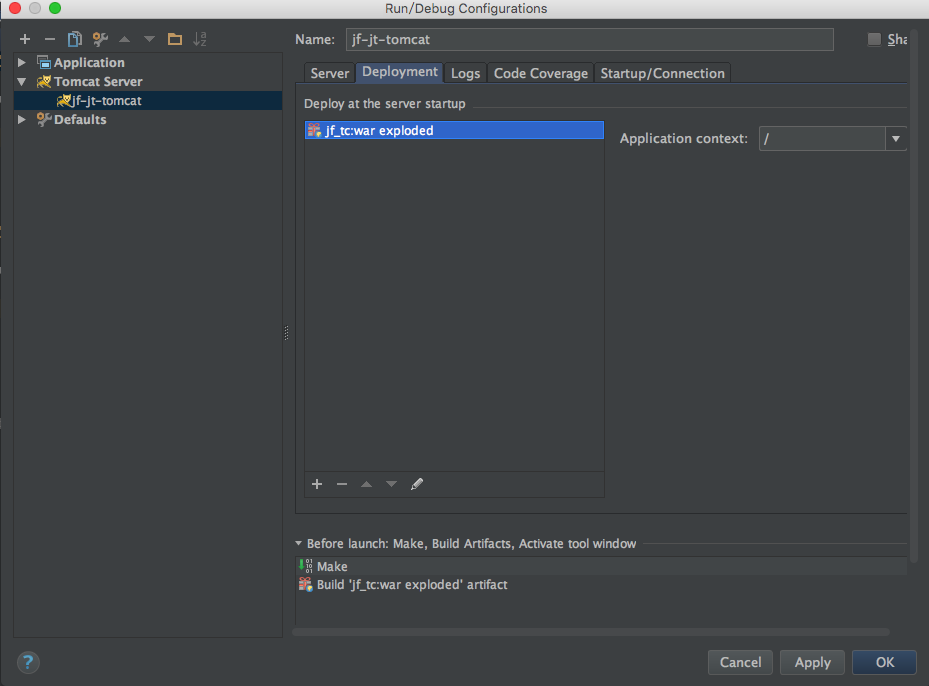 Run/Debug Configurations
Name: jf-jt-tomcat
Sha
Application
Tomcat Server
jf-jt-tomcat
Defaults
Server Deployment Logs Code Coverage Startup/Connection
Deploy at the server startup
jf_tc:war exploded
Application context: /
Before launch: Make, Build Artifacts, Activate tool window
Make
Build 'jf_tc:war exploded' artifact
? Cancel Apply OK